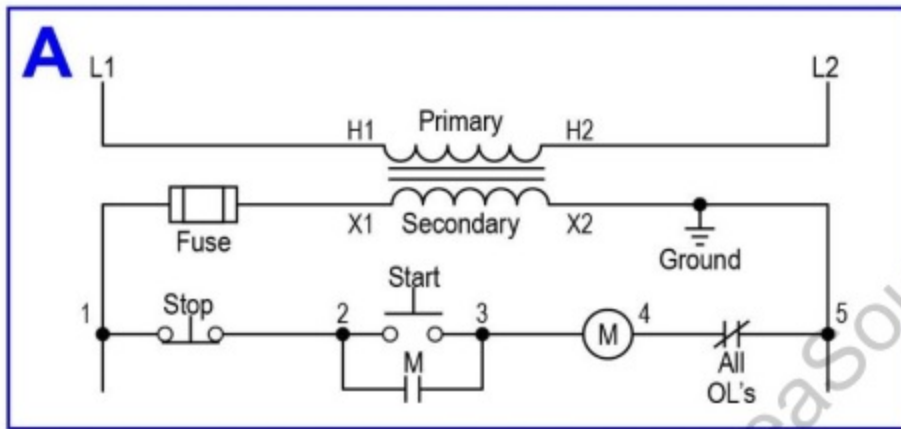 A
L1
L2
H1
Primary
H2
Fuse
X1
Secondary
X2
Ground
Start
1
Stop
2
3
4
5
M
M
All
OL's